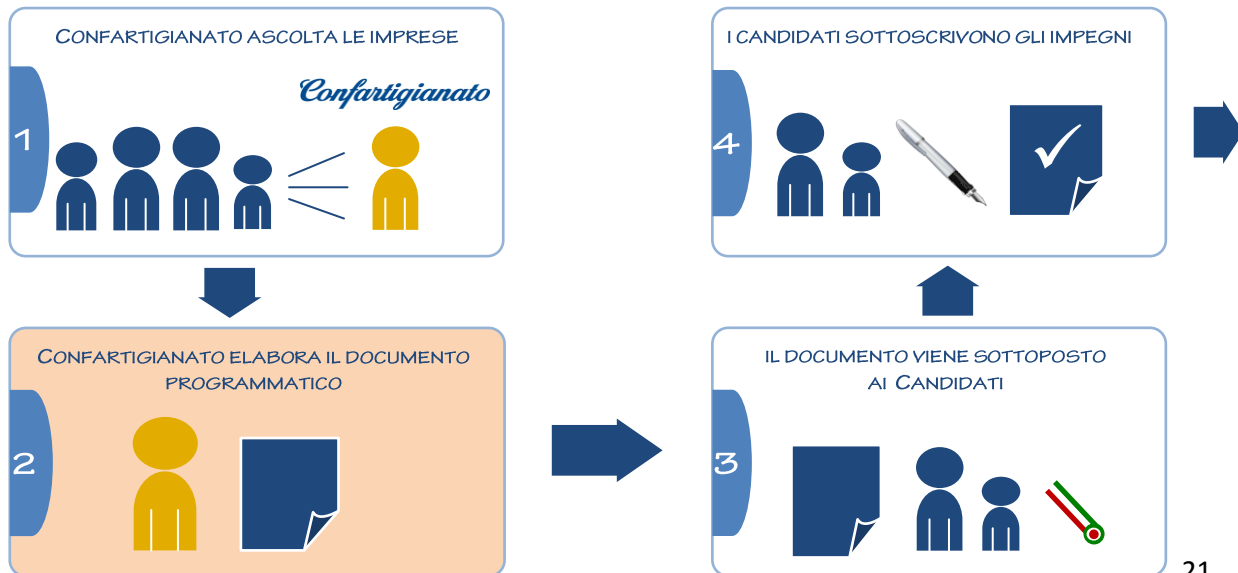 CONFARTIGIANATO ASCOLTA LE IMPRESE
Confartigianato
1
CONFARTIGIANATO ELABORA IL DOCUMENTO
PROGRAMMATICO
2
IL DOCUMENTO VIENE SOTTOPOSTO
AI CANDIDATI
3
I CANDIDATI SOTTOSCRIVONO GLI IMPEGNI
4
21